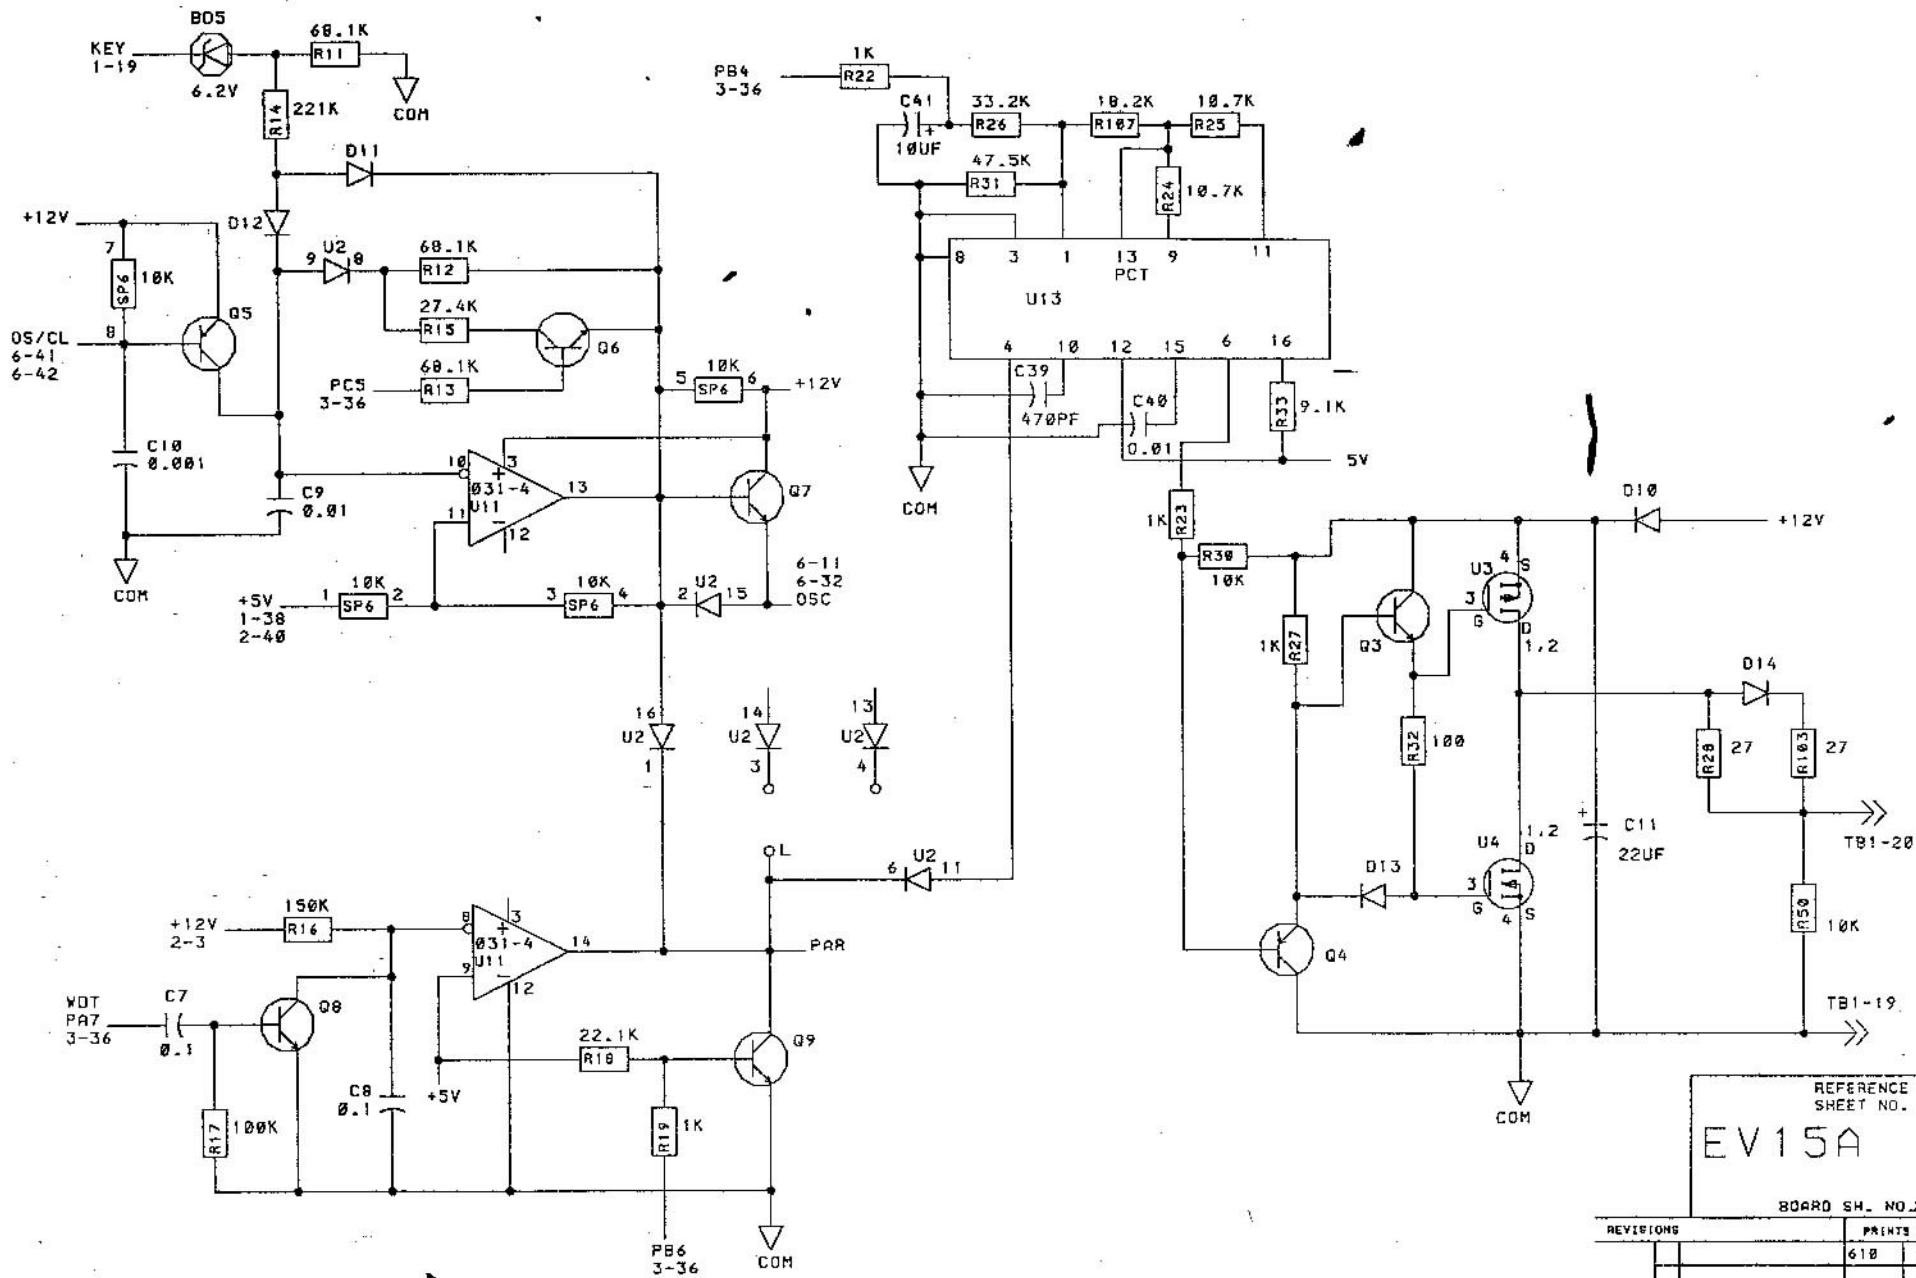 BD5
KEY
1-19
6.2V
68.1K
R11
COM
R14
221K
D11
+12V
D12
7
SP6
10K
8
Q5
OS/CL
6-41
6-42
9
U2
8
68.1K
R12
27.4K
R15
Q6
68.1K
R13
PC5
3-36
10K
5
SP6
6
+12V
C10
0.001
C9
0.01
COM
10
3
+
031-4
U11
11
-
12
13
Q7
+5V
1-38
2-40
10K
1
SP6
2
10K
3
SP6
4
U2
2
15
6-11
6-32
OSC
16
U2
1
14
U2
3
13
U2
4
L
6
U2
11
+12V
2-3
150K
R16
8
3
+
031-4
U11
9
-
12
14
PAR
WDT
PA7
3-36
C7
0.1
Q8
R17
100K
C8
0.1
+5V
22.1K
R18
Q9
R19
1K
PB6
3-36
COM
PB4
3-36
1K
R22
C41
+
10UF
33.2K
R26
18.2K
R107
10.7K
R25
47.5K
R31
R24
10.7K
8
3
1
13
9
11
PCT
U13
4
10
12
15
6
16
C39
470PF
C40
0.01
R33
9.1K
5V
COM
1K
R23
R30
10K
1K
R27
Q3
R32
100
D13
Q4
D10
+12V
4
S
U3
3
G
D
1,2
D14
R28
27
R103
27
+
C11
22UF
1,2
D
U4
3
G
4
S
TB1-20
R50
10K
TB1-19
COM
REFERENCE
SHEET NO.
EV15A
BOARD SH. NO.
REVISIONS
PRINTS
610